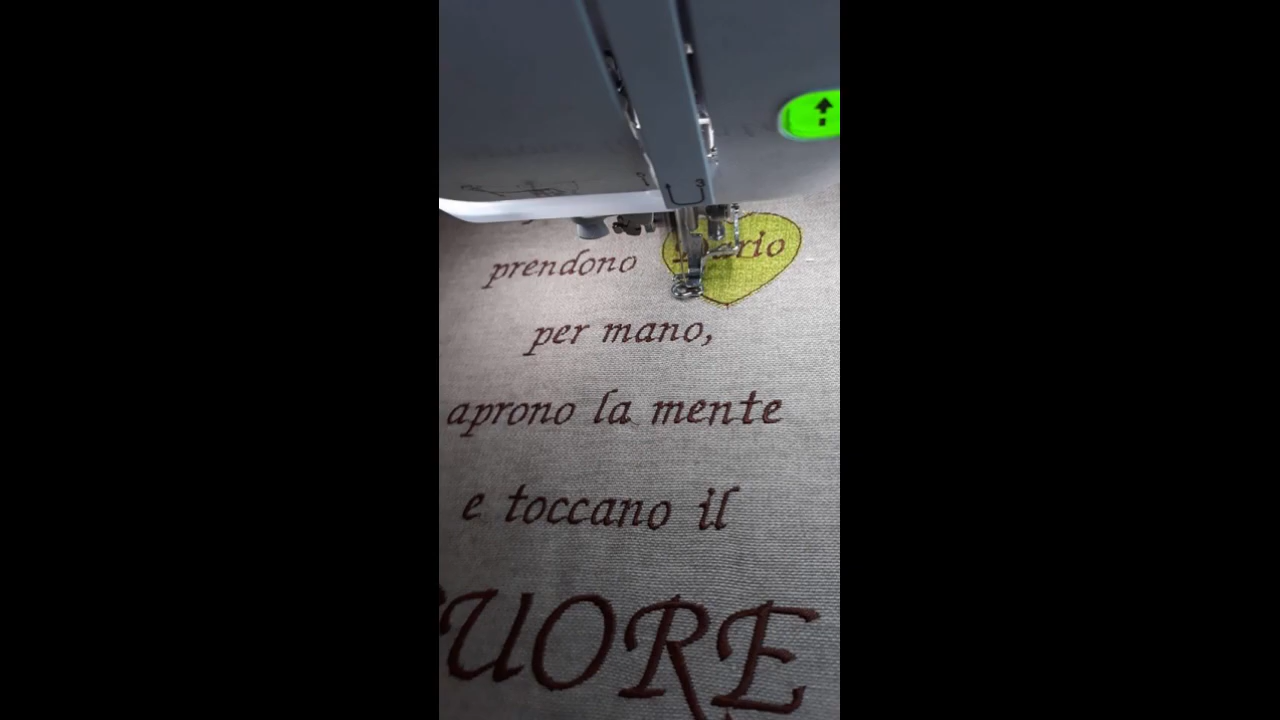 prendono
per mano,
aprono la mente
e toccano il
UORE